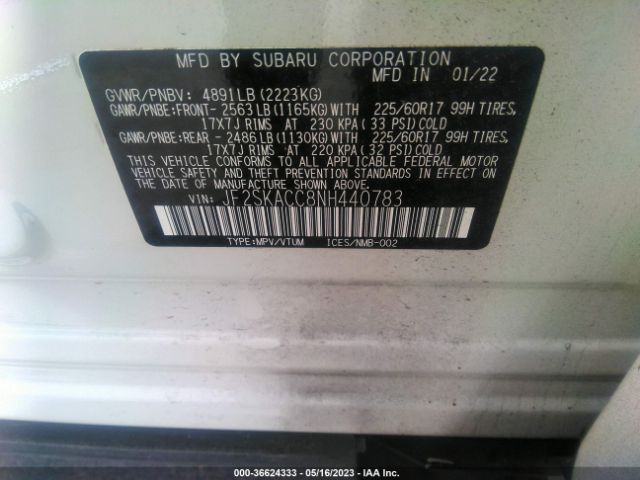 MFD BY SUBARU CORPORATION
MFD IN 01/22
GVWR/PNBV: 4891LB (2223KG)
GAWR/PNBE:FRONT- 2563LB (1165KG)WITH 225/60R17 99H TIRES,
17X7J RIMS AT 230 KPA (33 PSI)COLD
GAWR/PNBE:REAR - 2486LB (1130KG)WITH 225/60R17 99H TIRES,
17X7J RIMS AT 220 KPA (32 PSI)COLD
THIS VEHICLE CONFORMS TO ALL APPLICABLE FEDERAL MOTOR
VEHICLE SAFETY AND THEFT PREVENTION STANDARDS IN EFFECT
ON THE DATE OF MANUFACTURE SHOWN ABOVE.
VIN: JF2SKACC8NH440783
TYPE:MPV/VTUM ICES/NMB-002
000-36624333 - 05/16/2023 - IAA Inc.